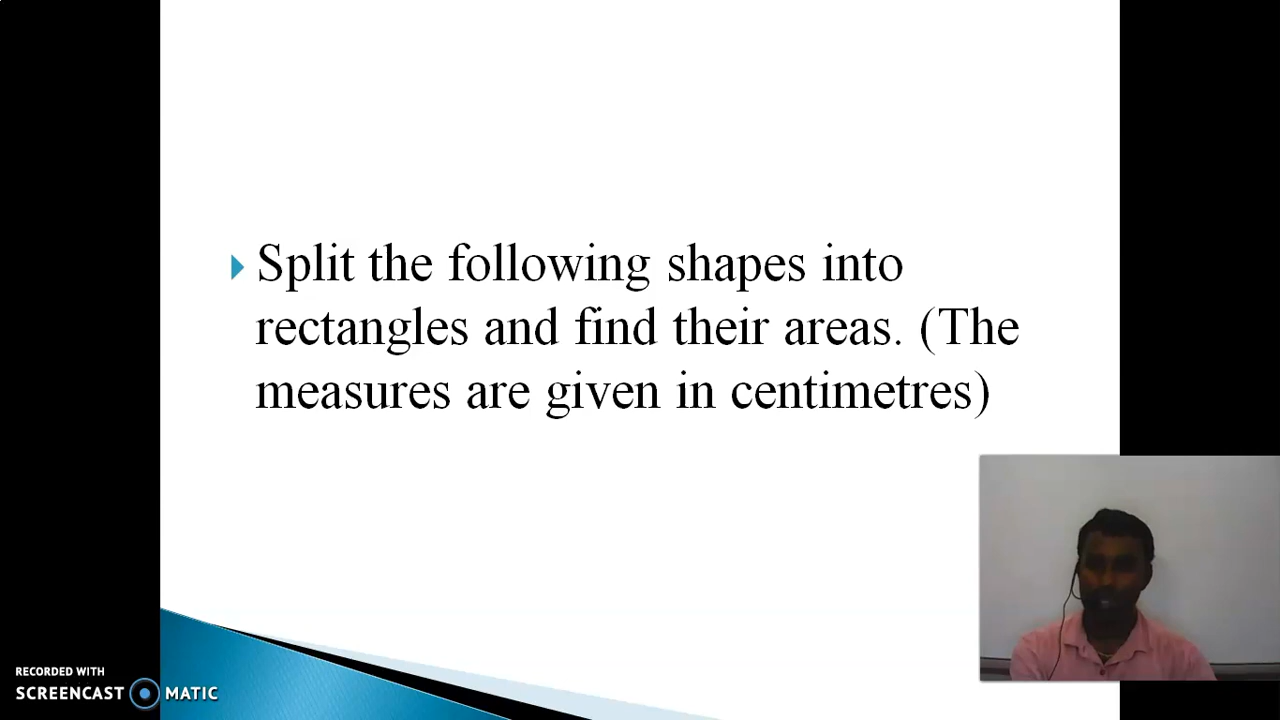 Split the following shapes into
rectangles and find their areas. (The
measures are given in centimetres)
RECORDED WITH
SCREENCAST MATIC